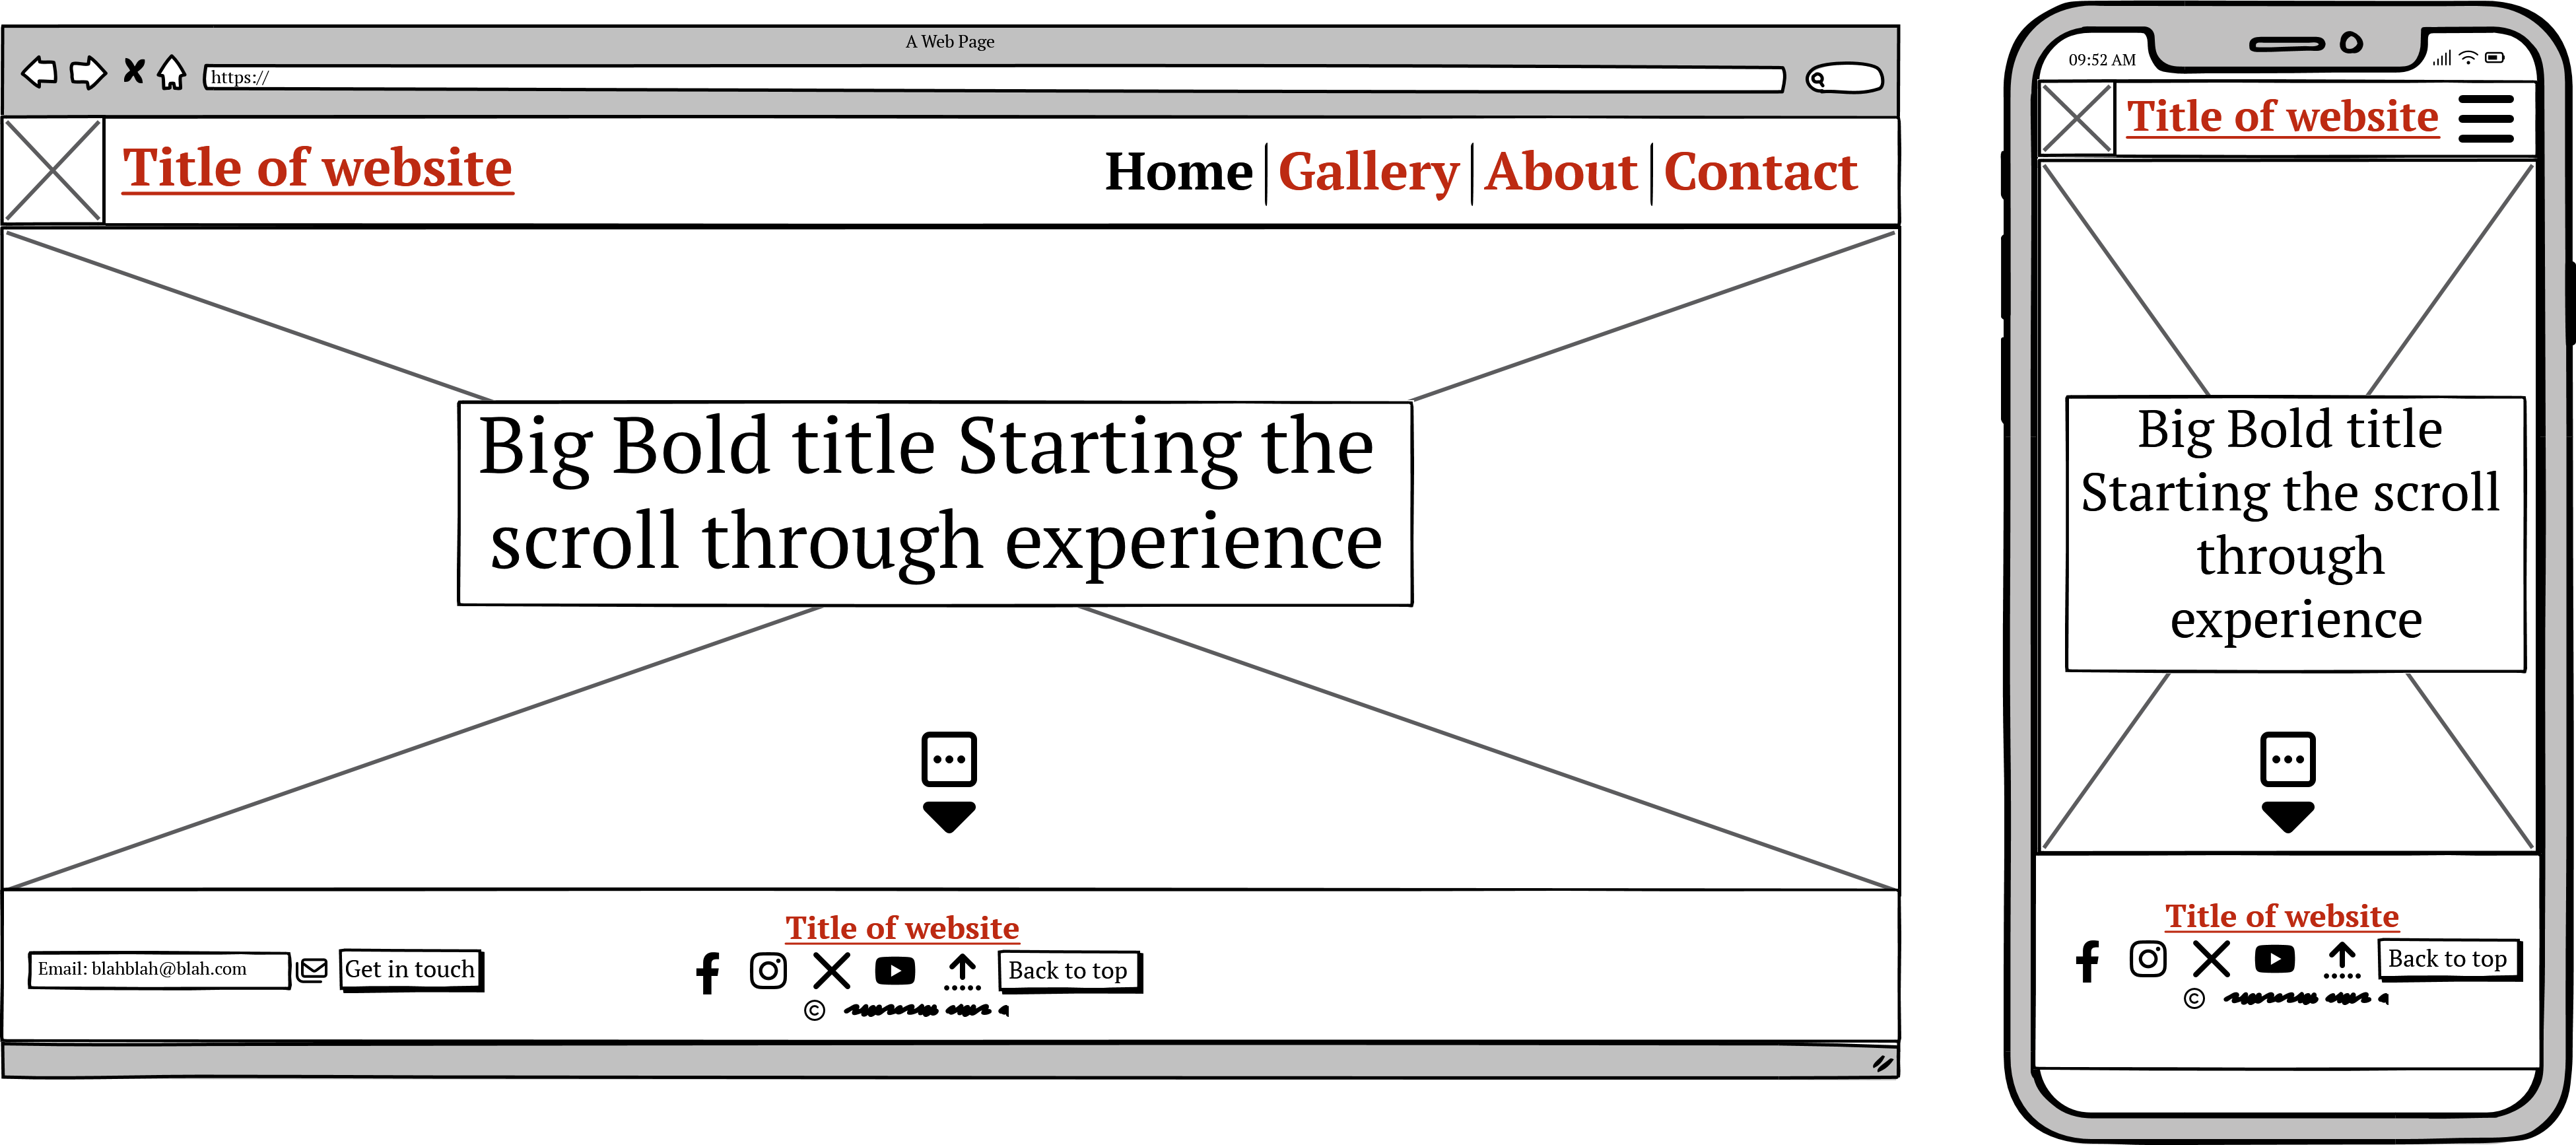 A Web Page
https://
Title of website
Home Gallery About Contact
Big Bold title Starting the
scroll through experience
Title of website
Email: blahblah@blah.com
Get in touch
Back to top
©
09:52 AM
Title of website
Big Bold title
Starting the scroll
through
experience
Title of website
Back to top
©